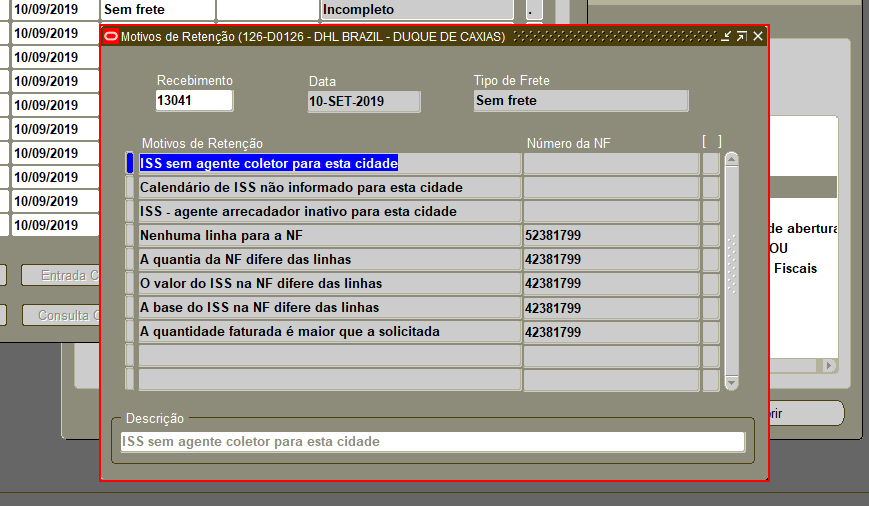 10/09/2019 Sem frete Incompleto .
10/09/2019
10/09/2019
10/09/2019
10/09/2019
10/09/2019
10/09/2019
10/09/2019
10/09/2019
10/09/2019
Motivos de Retenção (126-D0126 - DHL BRAZIL - DUQUE DE CAXIAS)
Recebimento Data Tipo de Frete
13041 10-SET-2019 Sem frete
Motivos de Retenção Número da NF [ ]
ISS sem agente coletor para esta cidade
Calendário de ISS não informado para esta cidade
ISS - agente arrecadador inativo para esta cidade
Nenhuma linha para a NF 52381799
A quantia da NF difere das linhas 42381799
O valor do ISS na NF difere das linhas 42381799
A base do ISS na NF difere das linhas 42381799
A quantidade faturada é maior que a solicitada 42381799
Descrição
ISS sem agente coletor para esta cidade
Entrada C
Consulta
de abertura
OU
Fiscais
rir